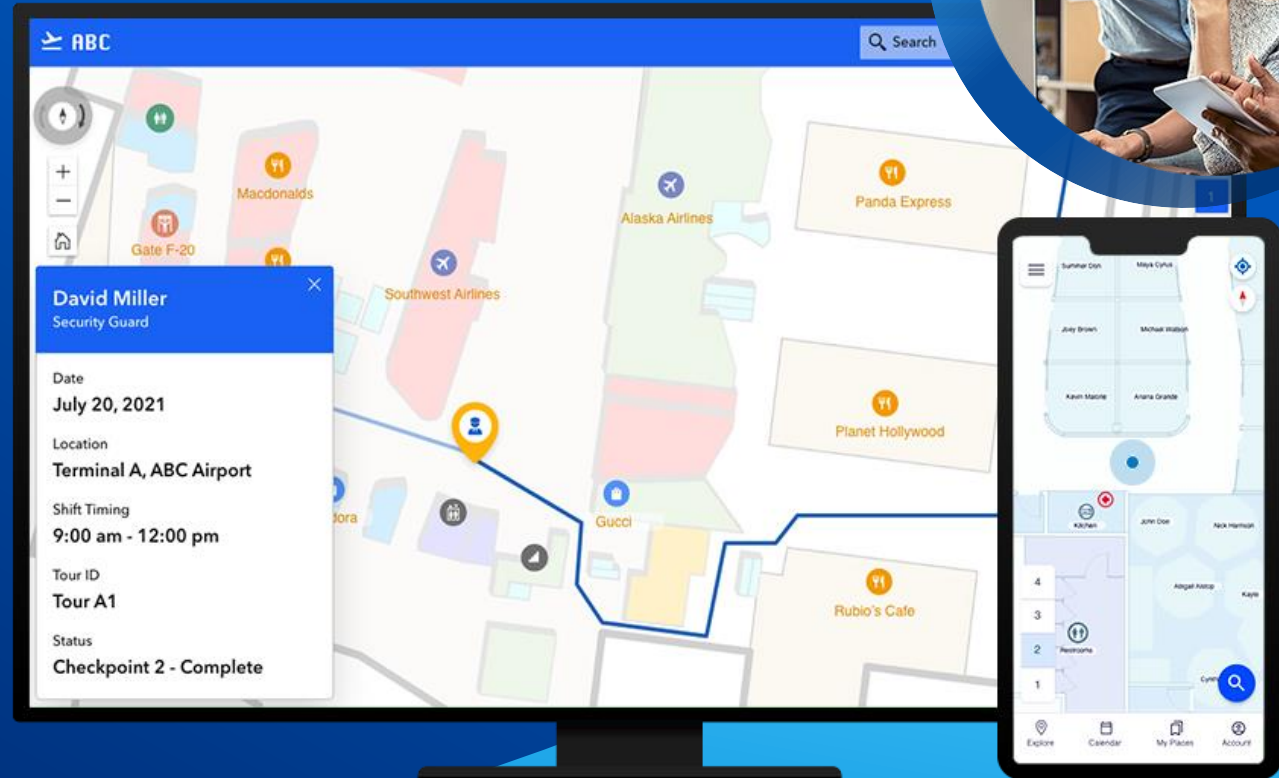 ABC
Search
1
Macdonalds
Panda Express
Alaska Airlines
Gate F-20
Southwest Airlines
David Miller
Security Guard
Date
July 20, 2021
Location
Terminal A, ABC Airport
Shift Timing
9:00 am - 12:00 pm
Tour ID
Tour A1
Status
Checkpoint 2 - Complete
Planet Hollywood
dora
Gucci
Rubio's Cafe
Summer Don
Maya Cyrus
Joey Brown
Michael Watson
Kevin Malone
Ariana Grande
Kitchen
John Doe
Nick Harrison
4
Abigail Alstop
Kayle
3
2
Restrooms
1
Explore
Calendar
My Places
Account